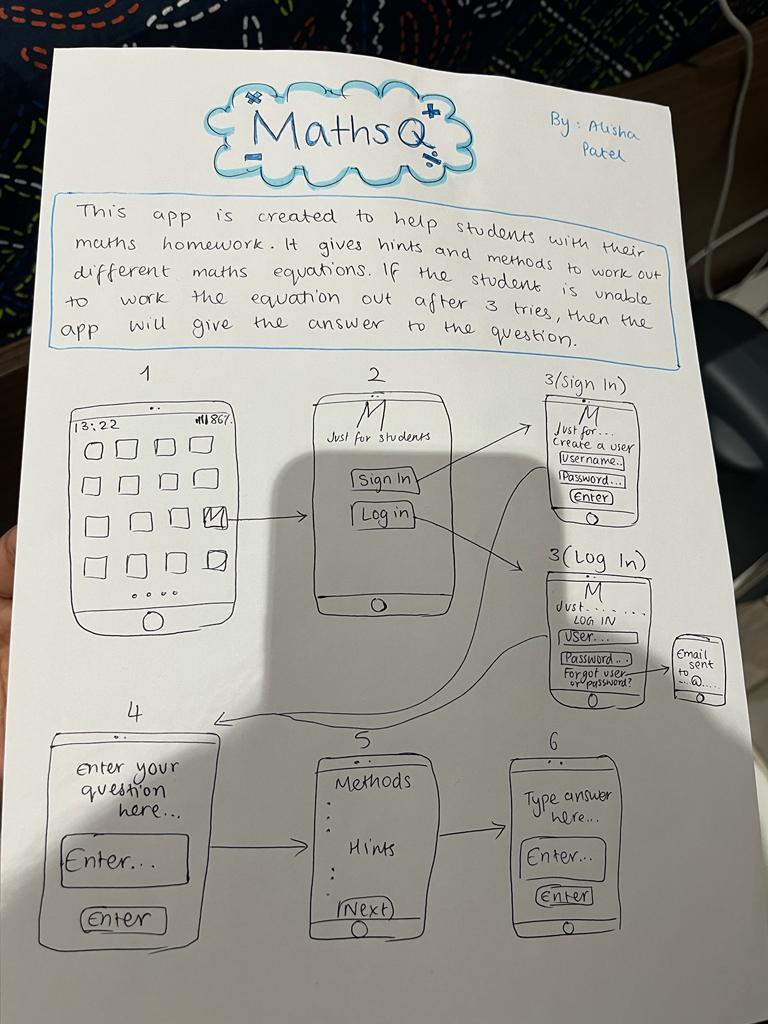 MathsQ
By: Alisha
Patel
This app is created to help students with their
maths homework. It gives hints and methods to work out
different maths equations. If the student is unable
to work the equation out after 3 tries, then the
app will give the answer to the question.
1
13:22
86%
M
2
M
Just for students
Sign In
Log in
3(Sign In)
M
Just for...
Create a user
Username..
Password...
Enter
3(Log In)
M
Just.......
LOG IN
User...
Password...
Forgot user
or password?
Email
sent
to
...@.....
4
Enter your
question
here...
Enter...
Enter
5
Methods
Hints
Next
6
Type answer
here...
Enter...
Enter